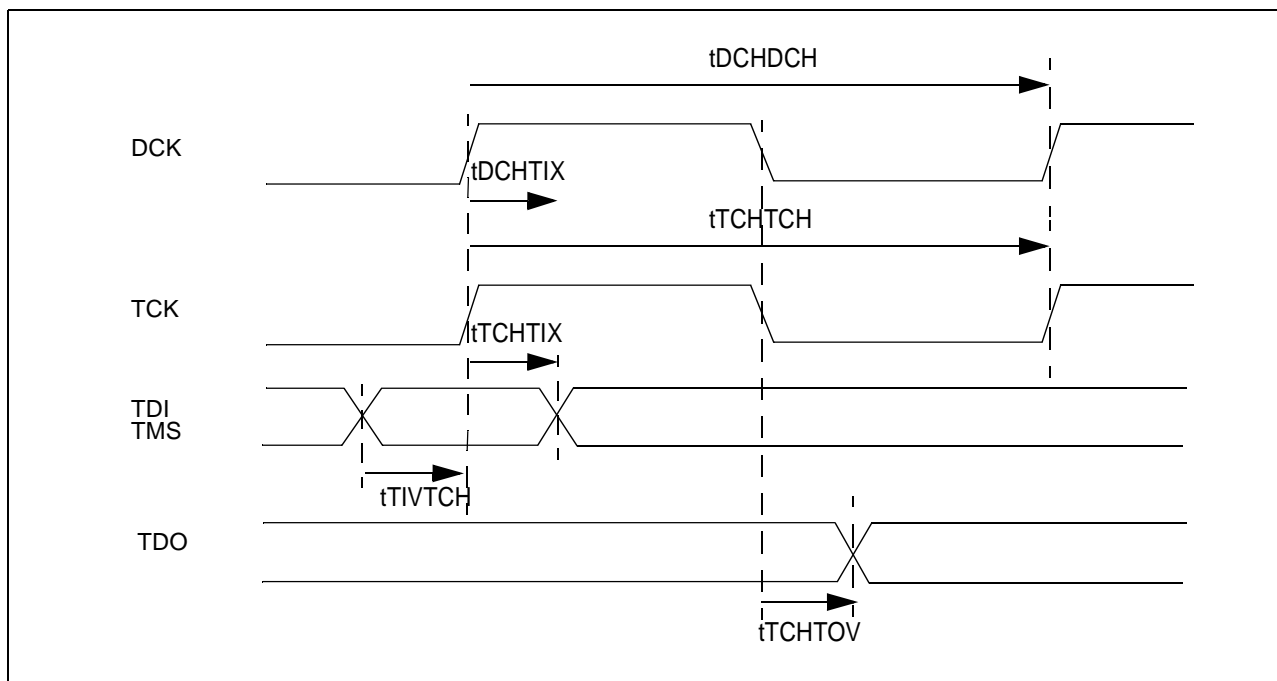 tDCHDCH
DCK
tDCHTIX
tTCHTCH
TCK
tTCHTIX
TDI
TMS
tTIVTCH
TDO
tTCHTOV